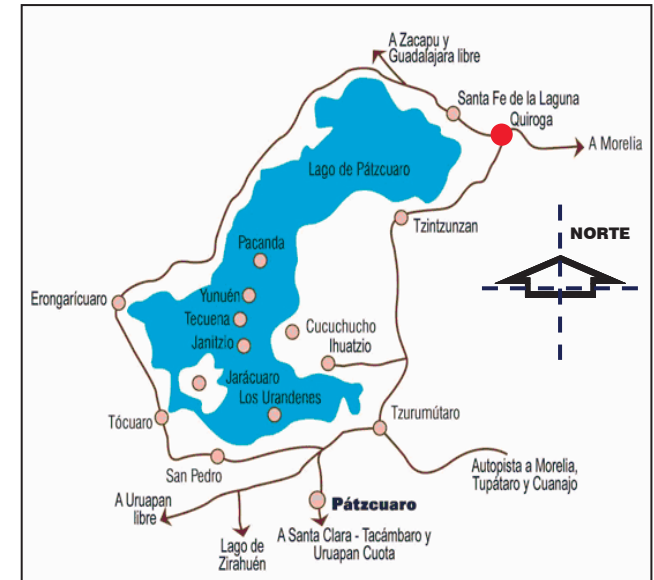 A Zacapu y
Guadalajara libre
Santa Fe de la Laguna
Quiroga
A Morelia
Lago de Pátzcuaro
Tzintzunzan
NORTE
Pacanda
Erongarícuaro
Yunuén
Tecuena
Cucuchucho
Janitzio
Ihuatzio
Jarácuaro
Los Urandenes
Tócuaro
Tzurumútaro
San Pedro
Autopista a Morelia,
Tupátaro y Cuanajo
A Uruapan
libre
Pátzcuaro
Lago de
Zirahuén
A Santa Clara - Tacámbaro y
Uruapan Cuota